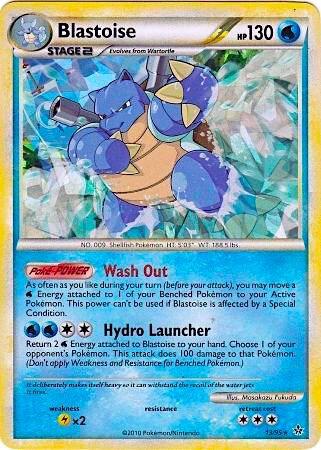 Blastoise HP130
STAGE 2 Evolves from Wartortle
NO. 009 Shellfish Pokémon HT: 5'03" WT: 188.5 lbs.
Poké-POWER Wash Out
As often as you like during your turn (before your attack), you may move a
Energy attached to 1 of your Benched Pokémon to your Active
Pokémon. This power can't be used if Blastoise is affected by a Special
Condition.
Hydro Launcher
Return 2 Energy attached to Blastoise to your hand. Choose 1 of your
opponent's Pokémon. This attack does 100 damage to that Pokémon.
(Don't apply Weakness and Resistance for Benched Pokémon.)
It deliberately makes itself heavy so it can withstand the recoil of the water jets
it fires.
Illus. Masakazu Fukuda
weakness resistance retreat cost
×2
©2010 Pokémon/Nintendo 13/95